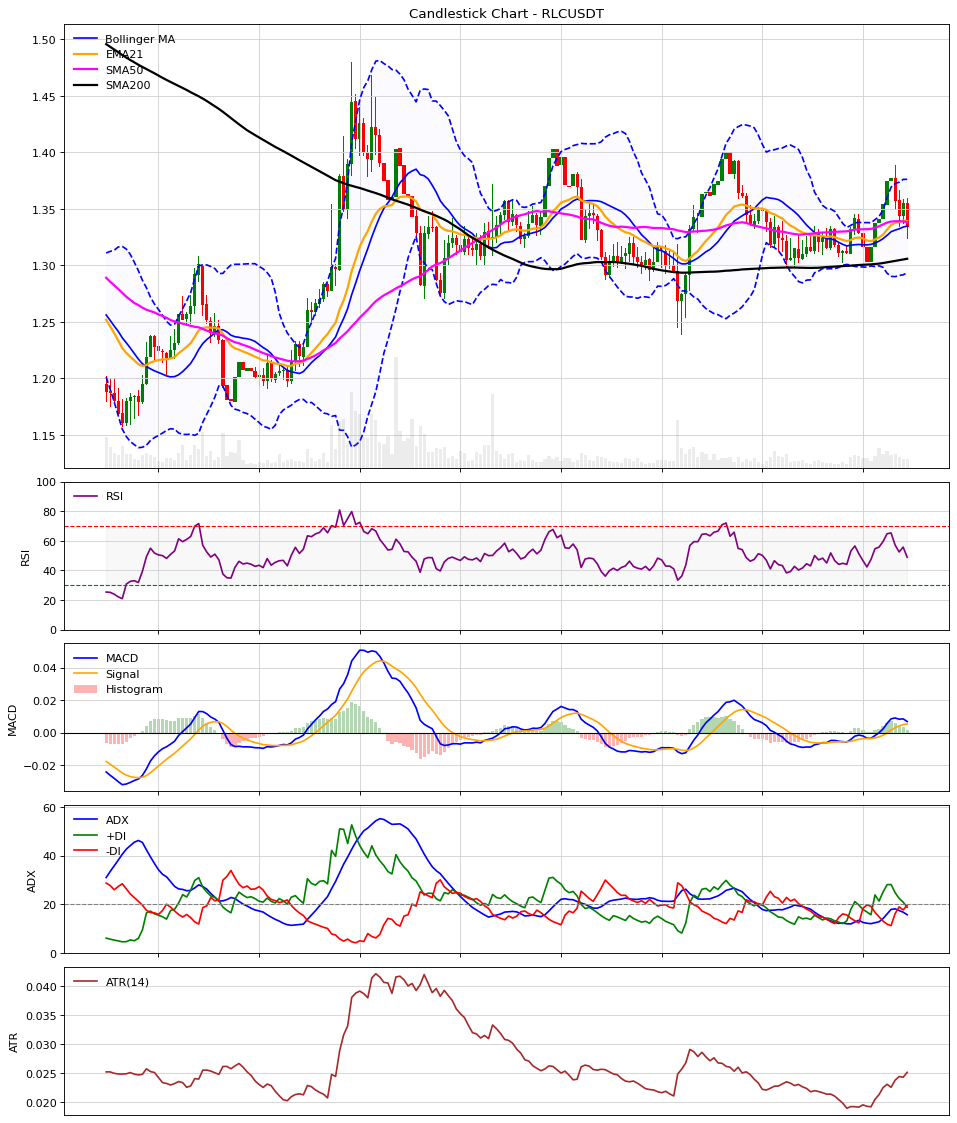 Candlestick Chart - RLCUSDT
1.50
1.45
1.40
1.35
1.30
1.25
1.20
1.15
Bollinger MA
EMA21
SMA50
SMA200
100
80
60
40
20
0
RSI
RSI
0.04
0.02
0.00
−0.02
MACD
MACD
Signal
Histogram
60
40
20
0
ADX
ADX
+DI
-DI
0.040
0.035
0.030
0.025
0.020
ATR
ATR(14)